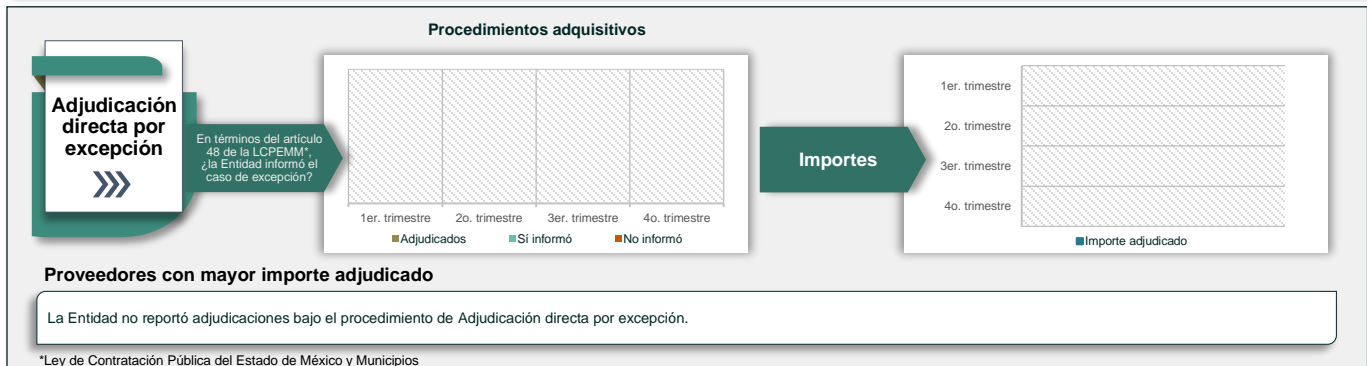 Procedimientos adquisitivos
Adjudicación
directa por
excepción
En términos del artículo
48 de la LCPEMM*,
¿la Entidad informó el
caso de excepción?
1er. trimestre 2o. trimestre 3er. trimestre 4o. trimestre
Adjudicados Sí informó No informó
Importes
1er. trimestre
2o. trimestre
3er. trimestre
4o. trimestre
Importe adjudicado
Proveedores con mayor importe adjudicado
La Entidad no reportó adjudicaciones bajo el procedimiento de Adjudicación directa por excepción.
*Ley de Contratación Pública del Estado de México y Municipios